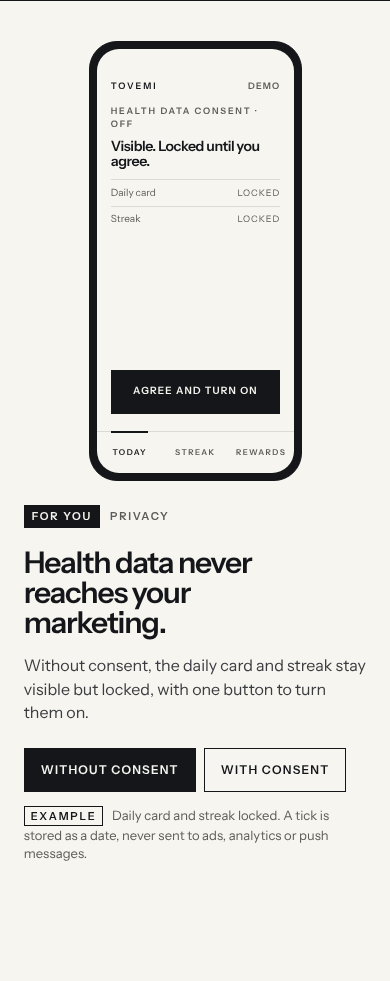 TOVEMI DEMO
HEALTH DATA CONSENT ·
OFF
Visible. Locked until you
agree.
Daily card LOCKED
Streak LOCKED
AGREE AND TURN ON
TODAY STREAK REWARDS
FOR YOU PRIVACY
Health data never
reaches your
marketing.
Without consent, the daily card and streak stay
visible but locked, with one button to turn
them on.
WITHOUT CONSENT WITH CONSENT
EXAMPLE Daily card and streak locked. A tick is
stored as a date, never sent to ads, analytics or push
messages.